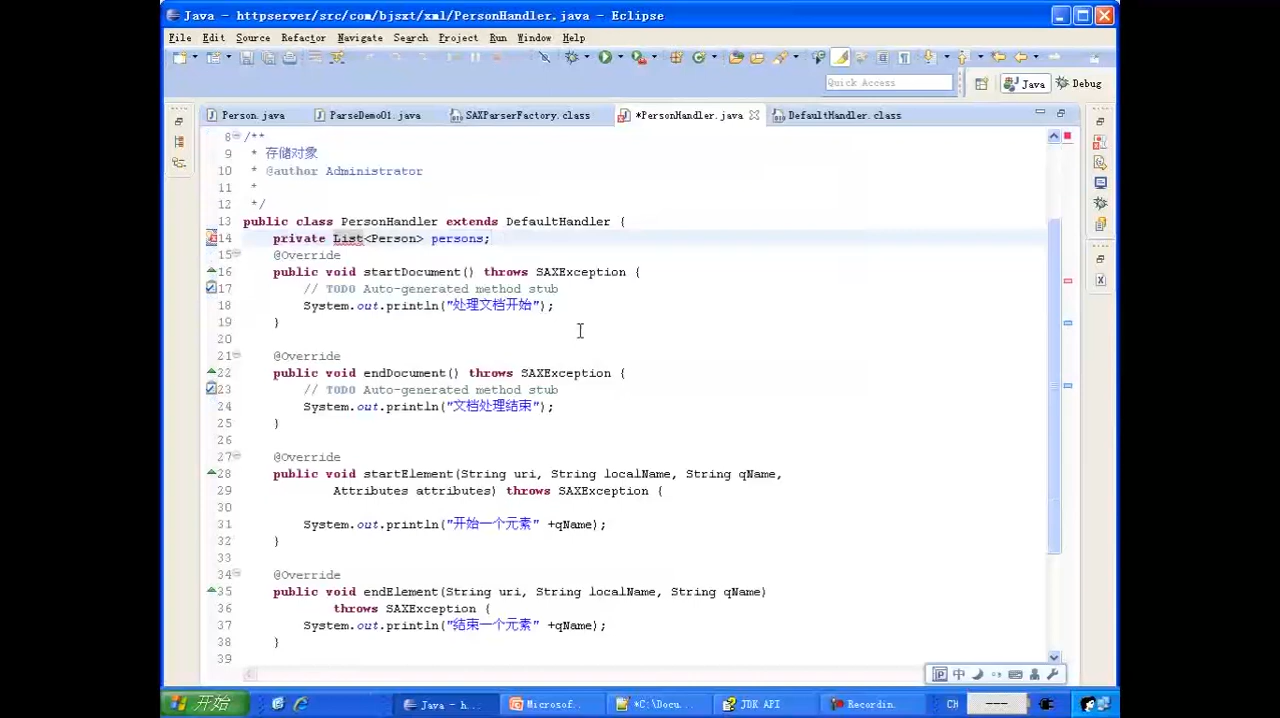 Java - httpserver/src/com/bjsxt/xml/PersonHandler.java - Eclipse
File Edit Source Refactor Navigate Search Project Run Window Help
Quick Access
Java
Debug
Person.java
ParseDemo01.java
SAXParserFactory.class
*PersonHandler.java
DefaultHandler.class
8 /**
9 * 存储对象
10 * @author Administrator
11 *
12 */
13 public class PersonHandler extends DefaultHandler {
14 private List<Person> persons;
15 @Override
16 public void startDocument() throws SAXException {
17 // TODO Auto-generated method stub
18 System.out.println("处理文档开始");
19 }
20
21 @Override
22 public void endDocument() throws SAXException {
23 // TODO Auto-generated method stub
24 System.out.println("文档处理结束");
25 }
26
27 @Override
28 public void startElement(String uri, String localName, String qName,
29 Attributes attributes) throws SAXException {
30
31 System.out.println("开始一个元素" +qName);
32 }
33
34 @Override
35 public void endElement(String uri, String localName, String qName)
36 throws SAXException {
37 System.out.println("结束一个元素" +qName);
38 }
39
中
开始
Java - h...
Microsof...
*C:\Docu...
JDK API
Recordin...
CH